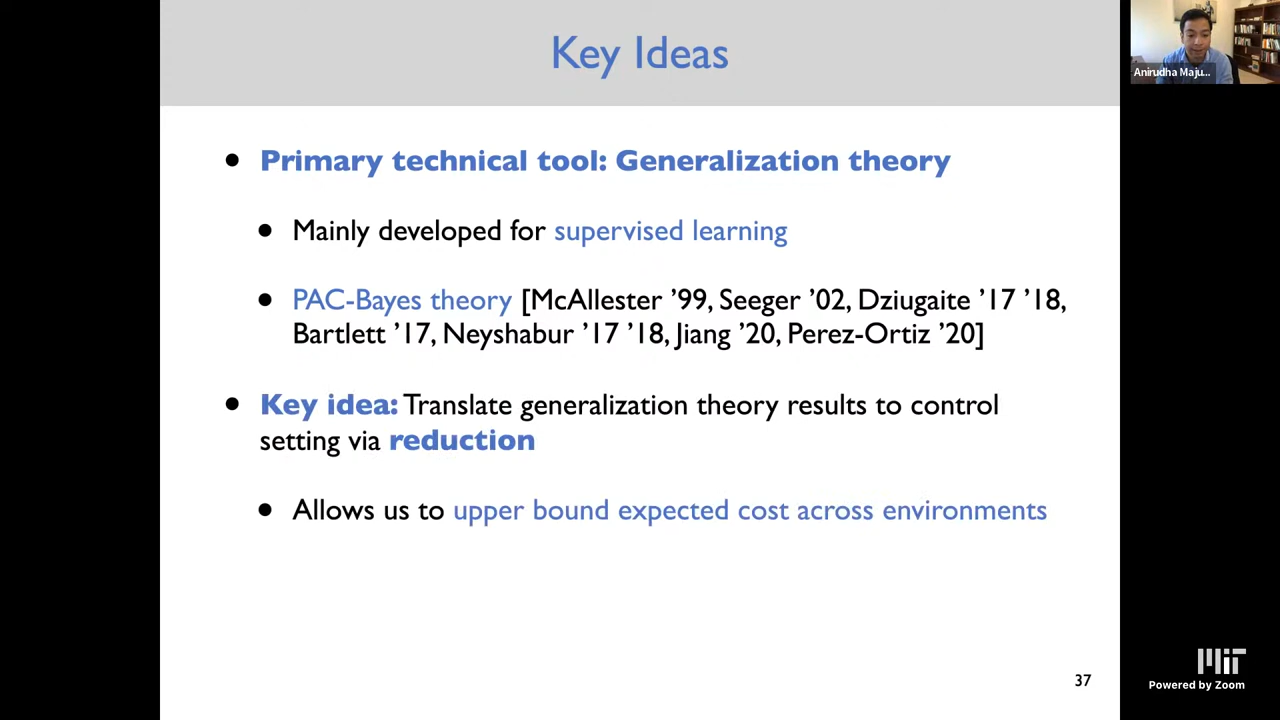 Key Ideas
Anirudha Maju...
• Primary technical tool: Generalization theory
• Mainly developed for supervised learning
• PAC-Bayes theory [McAllester ’99, Seeger ’02, Dziugaite ’17 ’18,
Bartlett ’17, Neyshabur ’17 ’18, Jiang ’20, Perez-Ortiz ’20]
• Key idea: Translate generalization theory results to control
setting via reduction
• Allows us to upper bound expected cost across environments
37
MIT
Powered by Zoom